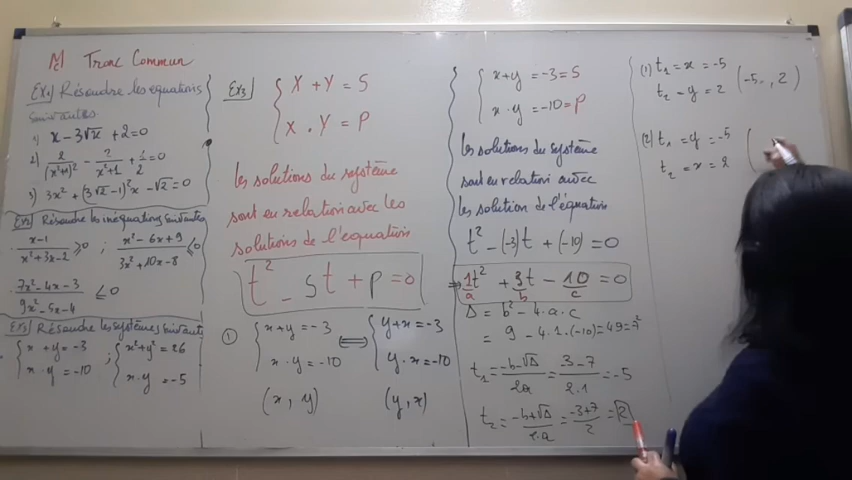 Tronc Commun
Ex1/ Résoudre les equations
suivantes
1) x - 3√x + 2 = 0
2) 2/(x²+1)² - 2/(x²+1) + 1/2 = 0
3) 3x² + (3√2-1)²x - √2 = 0
Ex2/ Résoudre les inéquations suivantes
. (x-1)/(x²+3x-2) ≥ 0 ; (x²-6x+9)/(3x²+10x-8) ≤ 0
. (7x²-4x-3)/(9x²-5x-4) ≤ 0
Ex3/ Résoudre les systèmes suivants
. { x + y = -3 ; { x² + y² = 26
x . y = -10 x . y = -5
Ex3 { X + Y = S
X . Y = P
les solutions du système
sont en relation avec les
solutions de l'equation
t² - St + P = 0
① { x+y = -3 ⟺ { y+x = -3
x . y = -10 y . x = -10
(x, y) (y, x)
{ x+y = -3 = S
x . y = -10 = P
les solutions du système
sont en relation avec
les solution de l'équation
t² - (-3)t + (-10) = 0
⇒ 1t² + 3t - 10 = 0
a b c
Δ = b² - 4.a.c
= 9 - 4.1.(-10) = 49 = 7²
t₁ = (-b-√Δ)/2a = (-3-7)/2.1 = -5
t₂ = (-b+√Δ)/2.a = (-3+7)/2 = 2
(1) t₁ = x = -5
t₂ = y = 2 (-5, 2)
(2) t₁ = y = -5
t₂ = x = 2 (